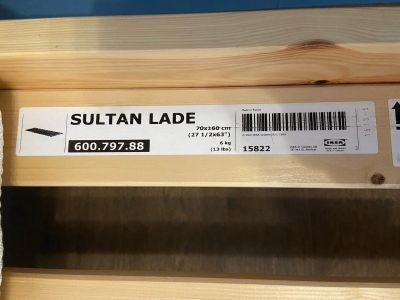 SULTAN LADE
70x160 cm
(27 1/2x63")
600.797.88
6 kg
(13 lbs)
15822
IKEA